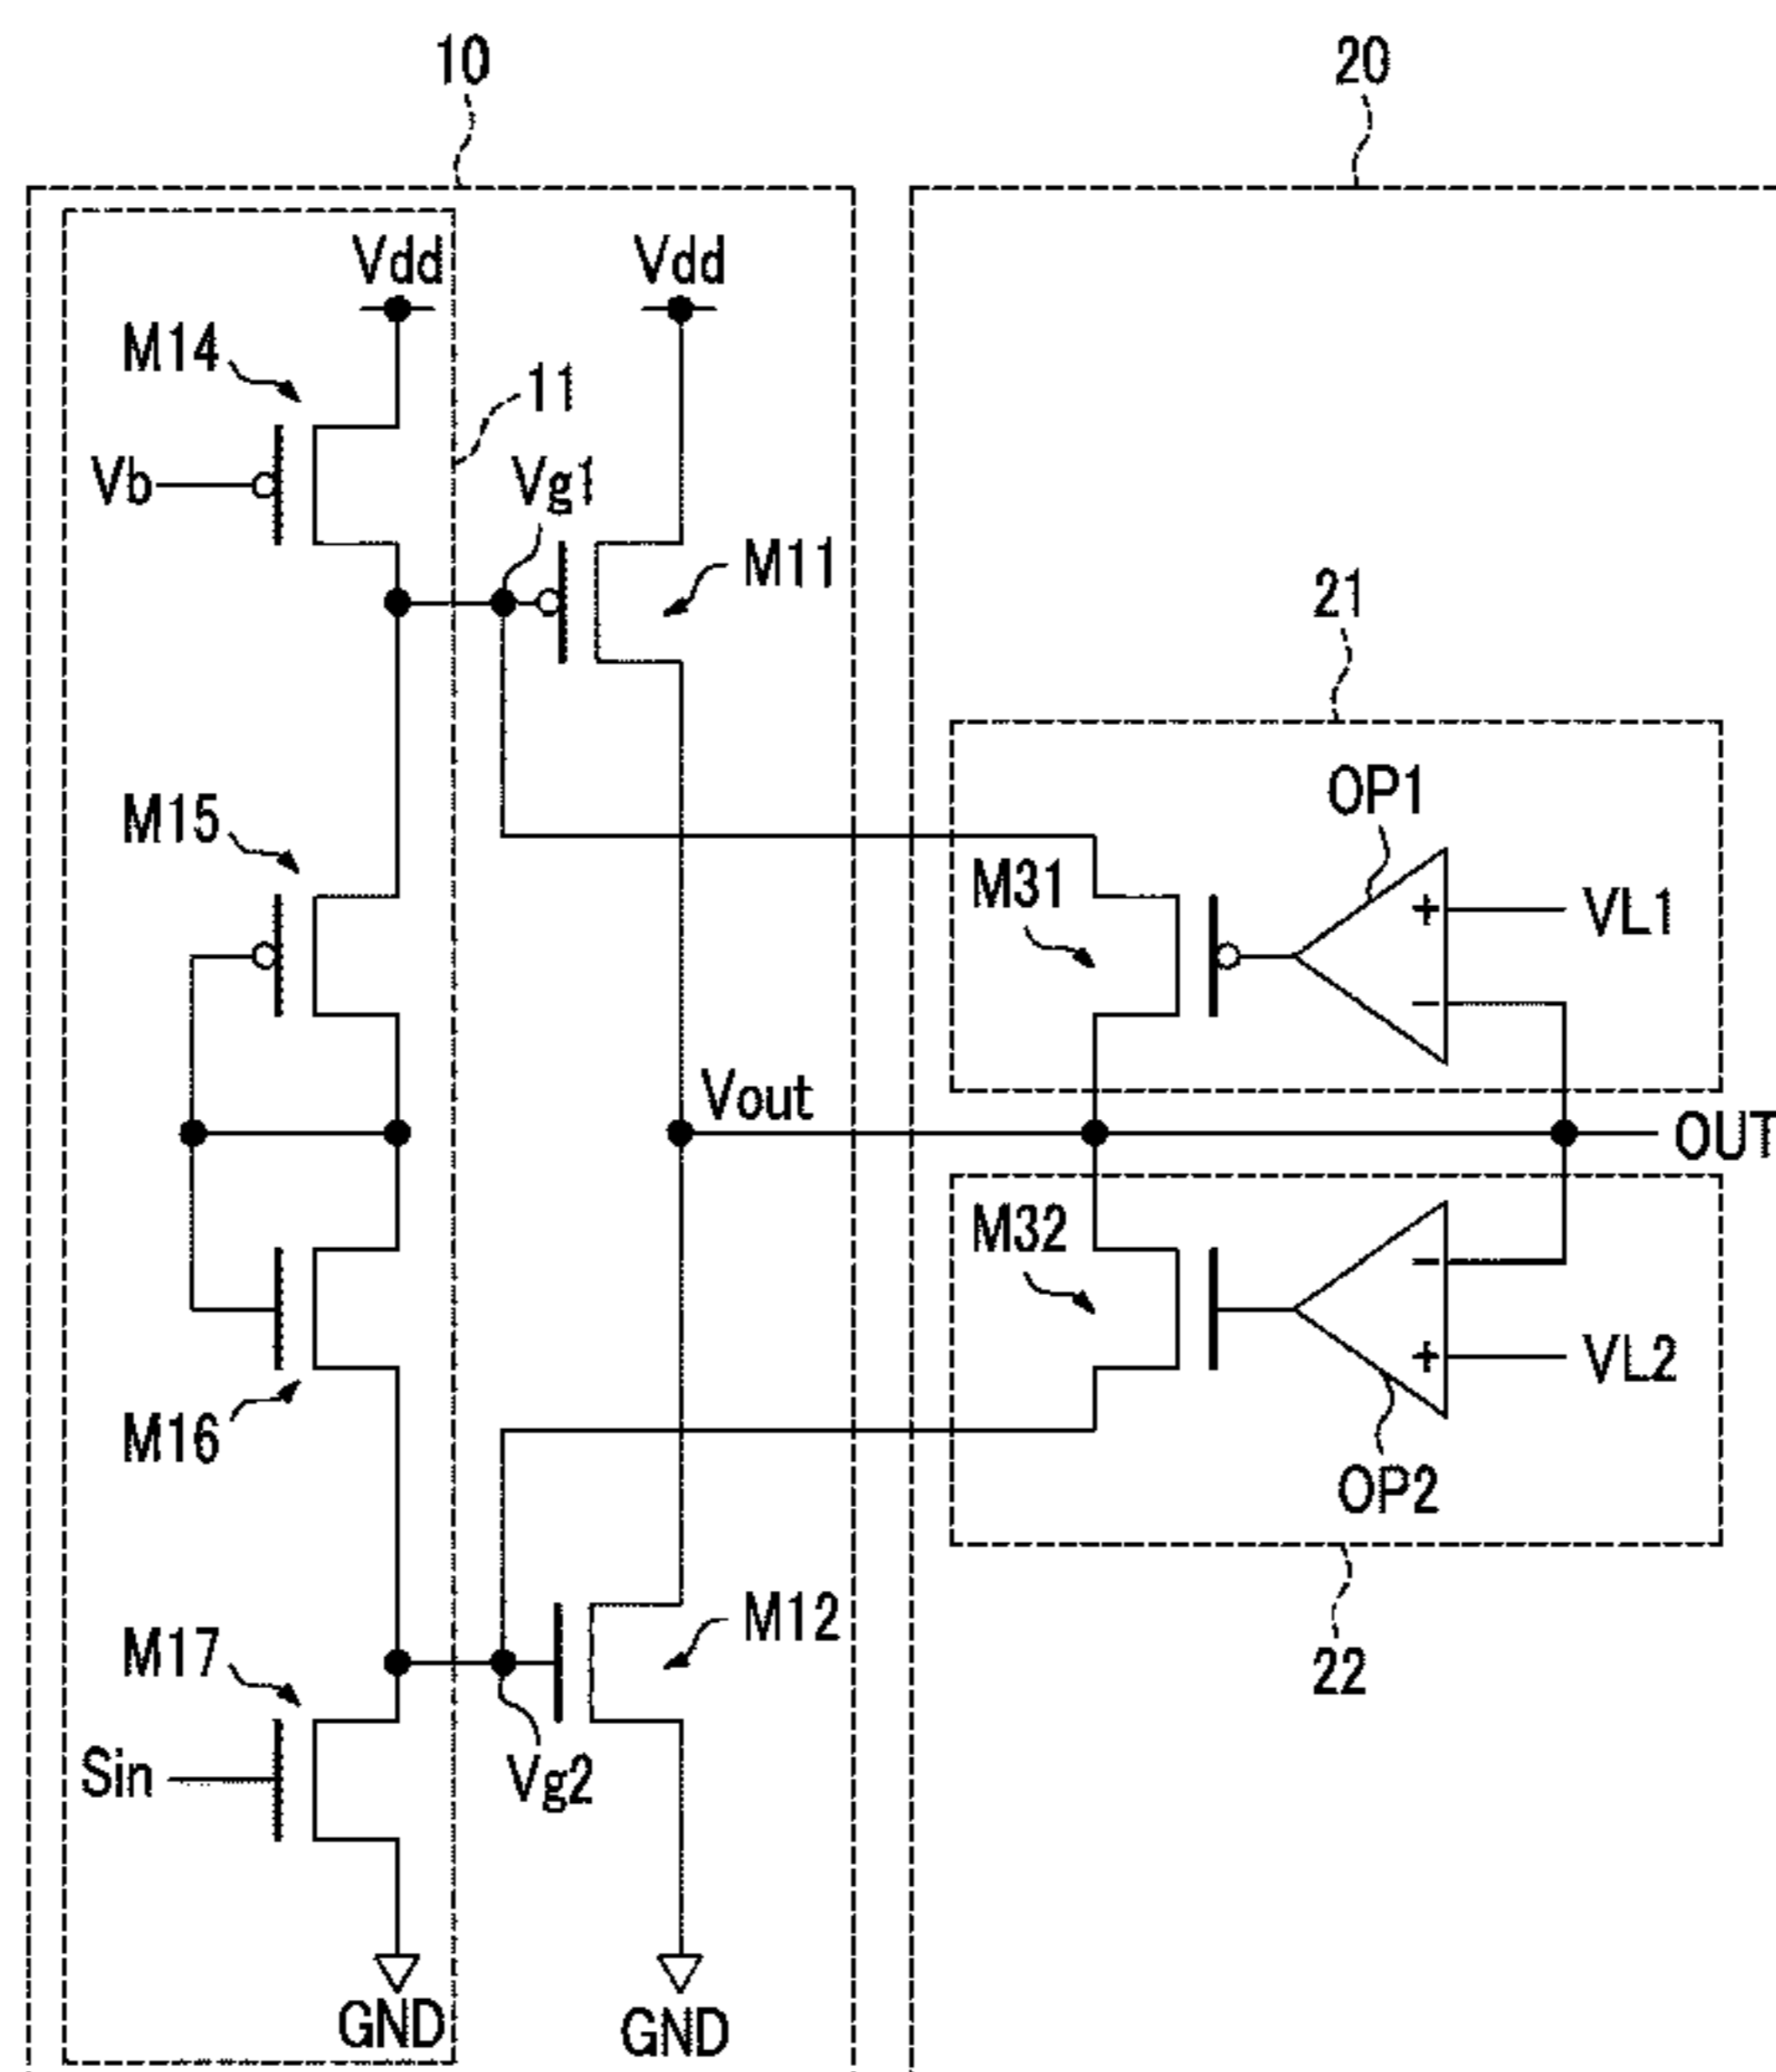 10
20
Vdd
Vdd
M14
11
Vb
Vg1
M11
21
OP1
M15
M31
+
VL1
−
Vout
OUT
M32
−
+
VL2
M16
OP2
M17
M12
22
Sin
Vg2
GND
GND